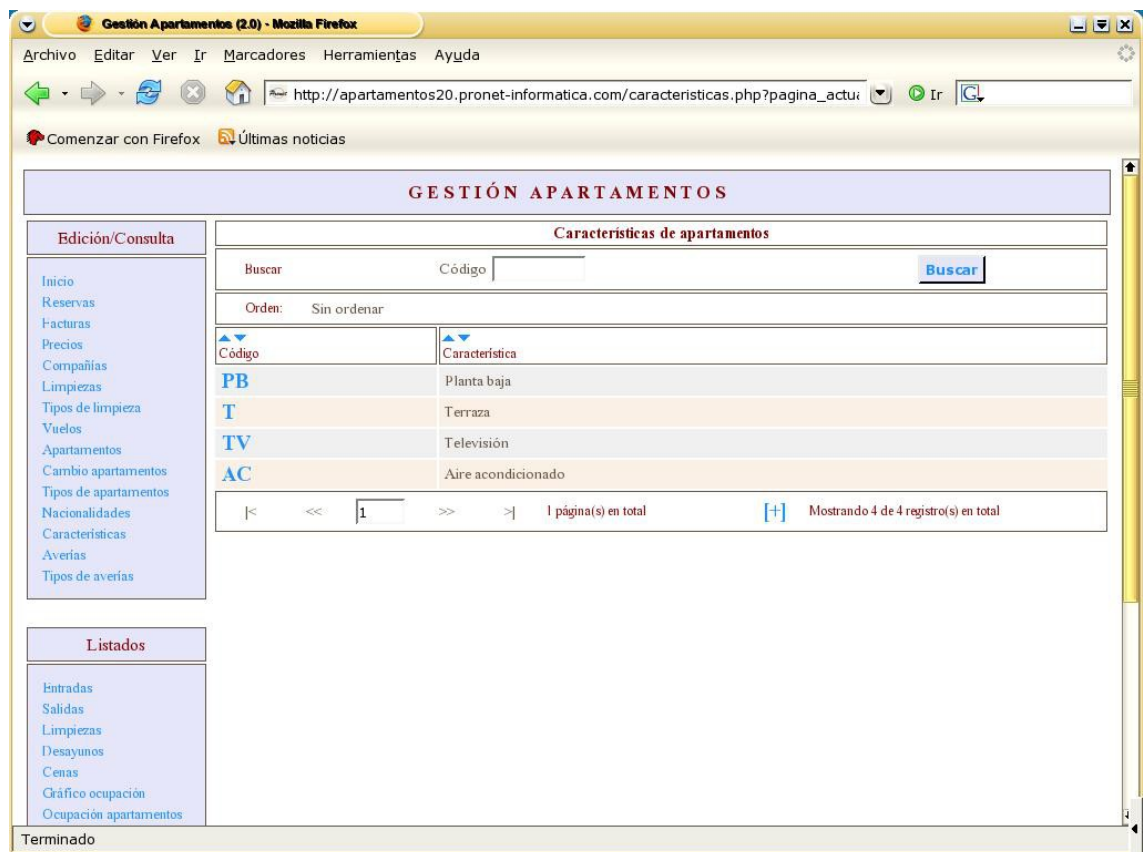 Gestión Apartamentos (2.0) - Mozilla Firefox
Archivo Editar Ver Ir Marcadores Herramientas Ayuda
http://apartamentos20.pronet-informatica.com/caracteristicas.php?pagina_actua Ir G
Comenzar con Firefox Últimas noticias
GESTIÓN APARTAMENTOS
Edición/Consulta
Inicio
Reservas
Facturas
Precios
Compañías
Limpiezas
Tipos de limpieza
Vuelos
Apartamentos
Cambio apartamentos
Tipos de apartamentos
Nacionalidades
Características
Averías
Tipos de averías
Listados
Entradas
Salidas
Limpiezas
Desayunos
Cenas
Gráfico ocupación
Ocupación apartamentos
Características de apartamentos
Buscar Código Buscar
Orden: Sin ordenar
Código Característica
PB Planta baja
T Terraza
TV Televisión
AC Aire acondicionado
|< << 1 >> >| 1 página(s) en total [+] Mostrando 4 de 4 registro(s) en total
Terminado